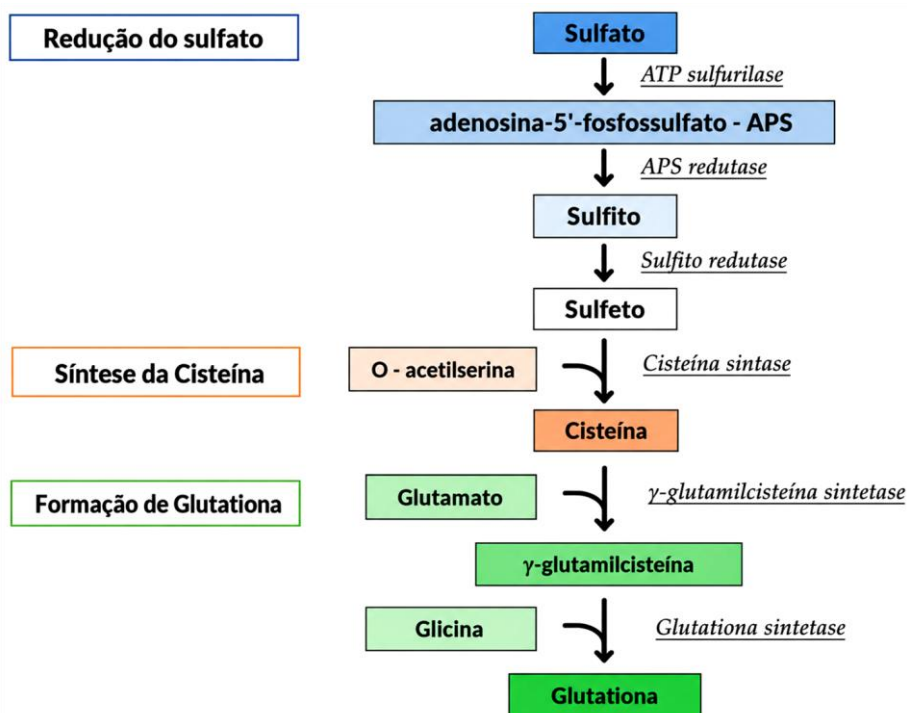 Redução do sulfato
Sulfato
ATP sulfurilase
adenosina-5'-fosfossulfato - APS
APS redutase
Sulfito
Sulfito redutase
Sulfeto
Síntese da Cisteína
O - acetilserina
Cisteína sintase
Cisteína
Formação de Glutationa
Glutamato
γ-glutamilcisteína sintetase
γ-glutamilcisteína
Glicina
Glutationa sintetase
Glutationa